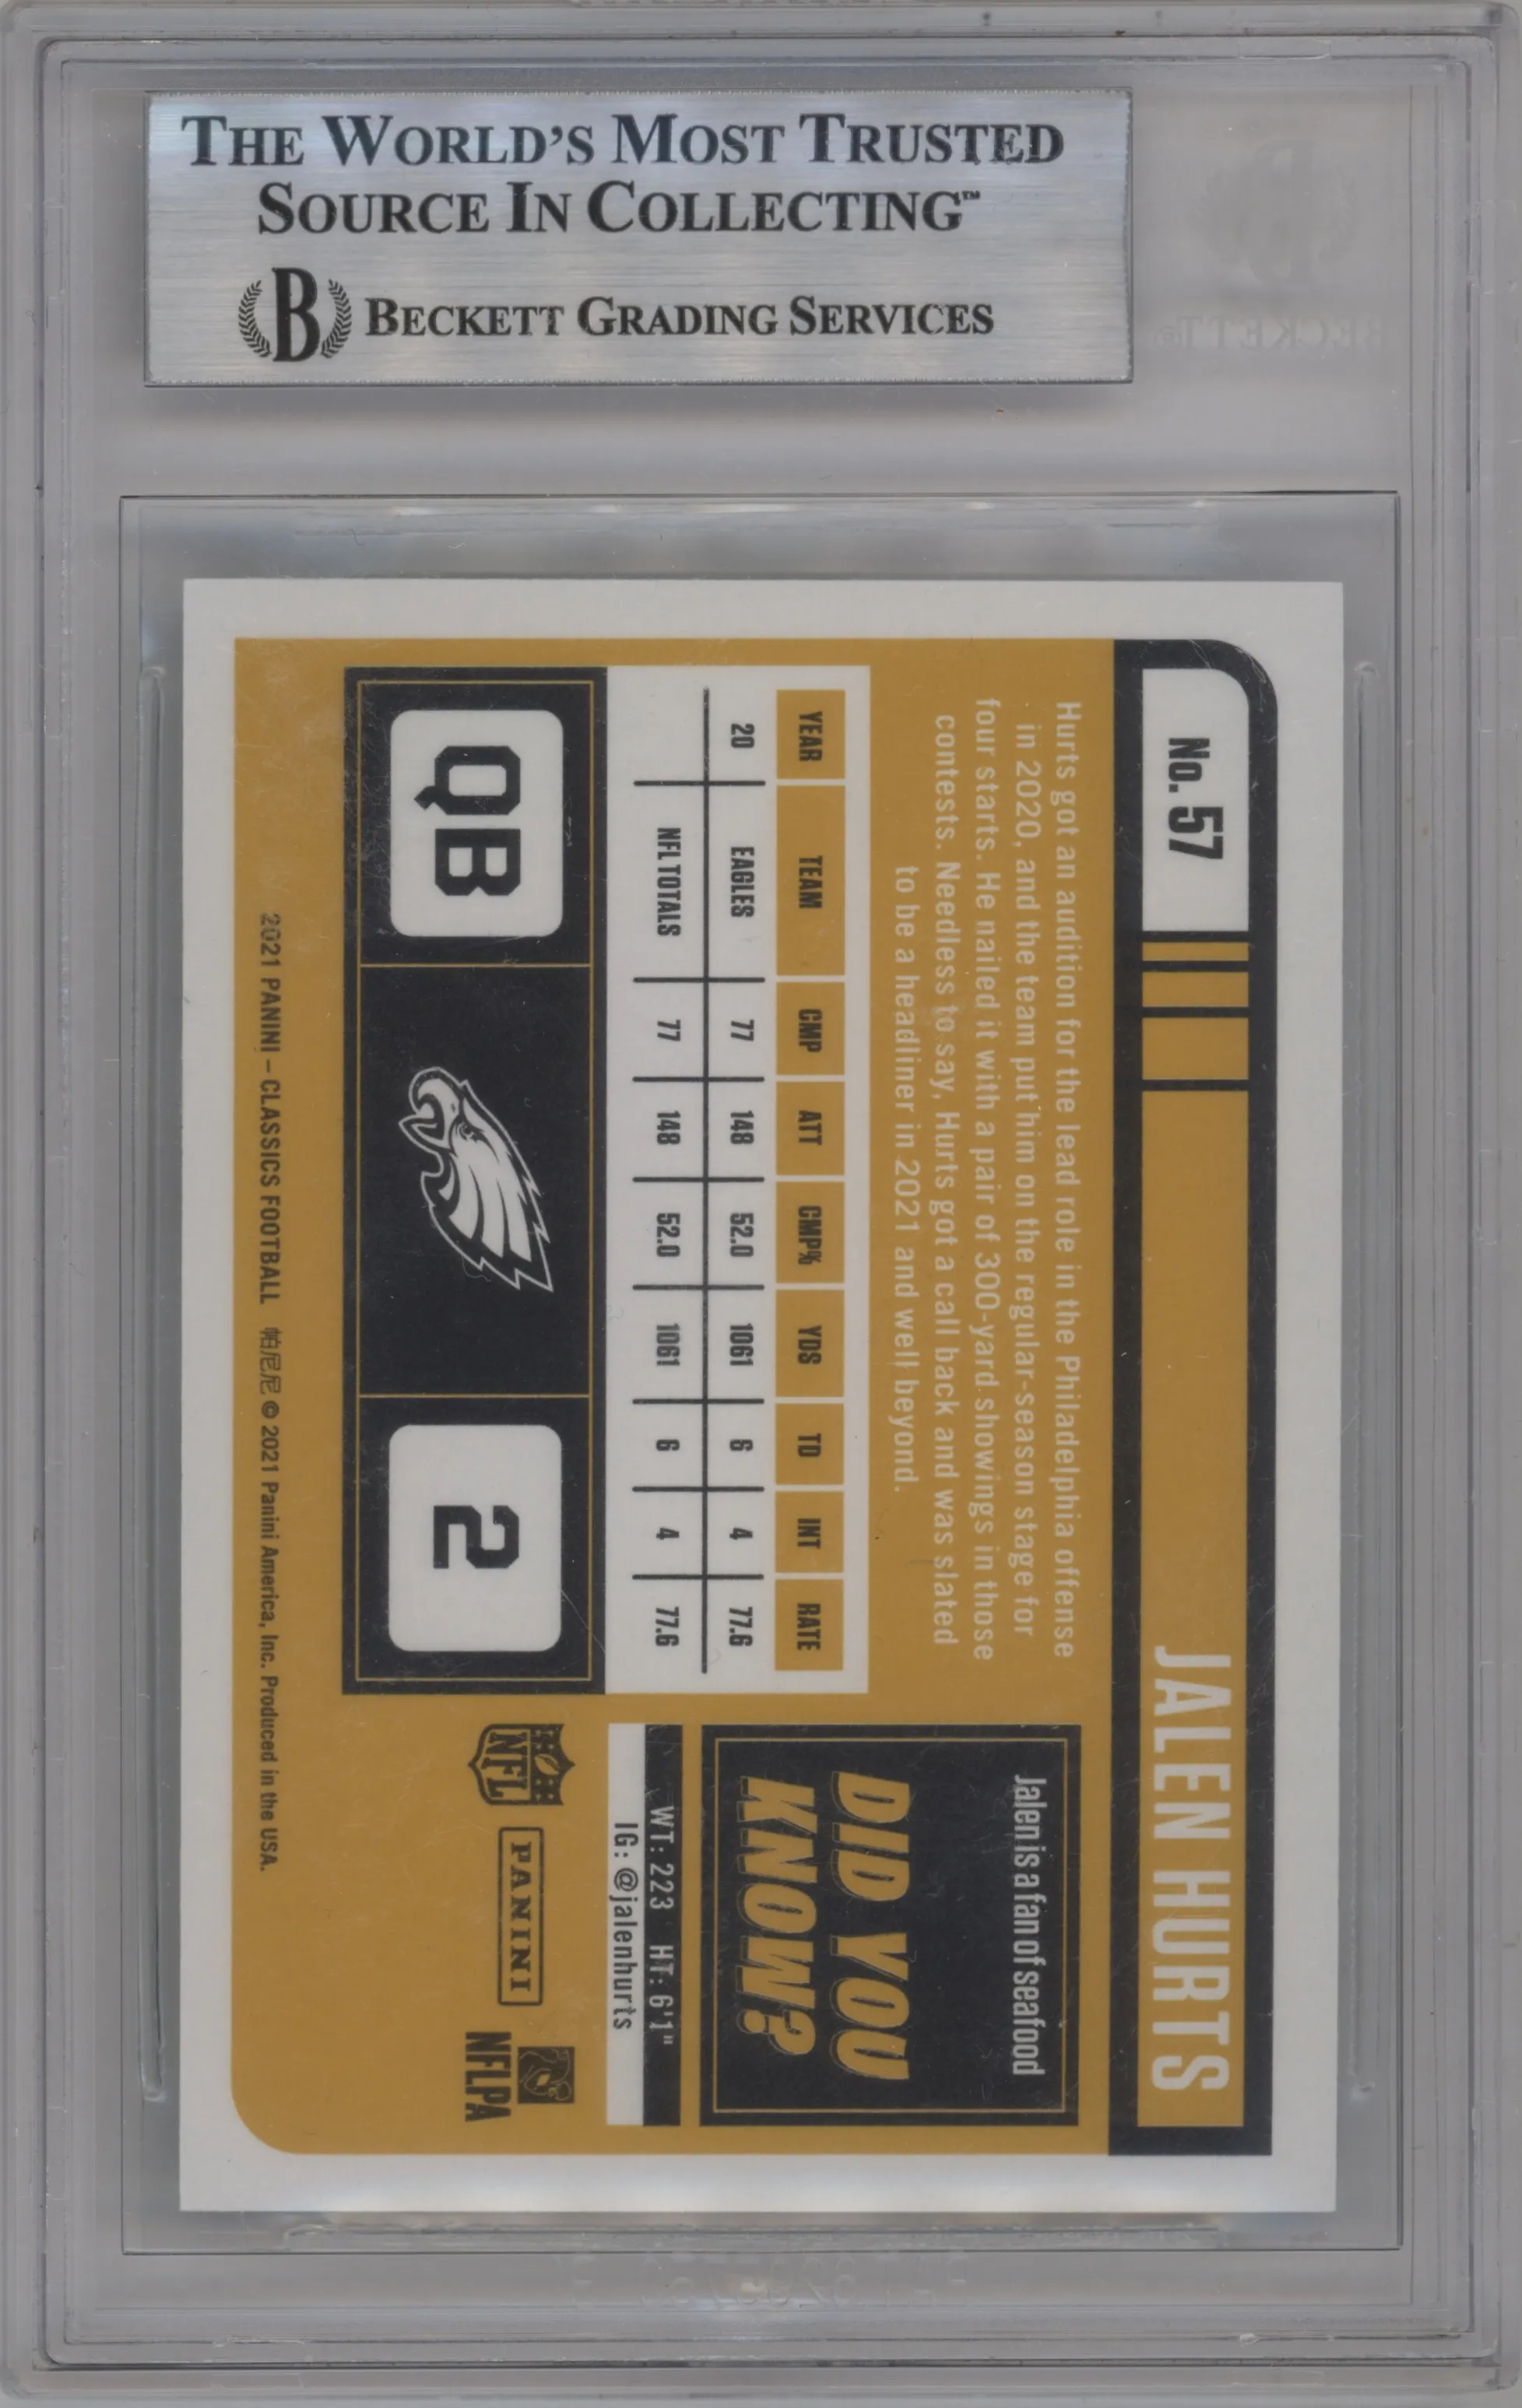 THE WORLD'S MOST TRUSTED
SOURCE IN COLLECTING™
B BECKETT GRADING SERVICES
No. 57
JALEN HURTS
Hurts got an audition for the lead role in the Philadelphia offense
in 2020, and the team put him on the regular-season stage for
four starts. He nailed it with a pair of 300-yard showings in those
contests. Needless to say, Hurts got a call back and was slated
to be a headliner in 2021 and well beyond.
YEAR TEAM CMP ATT CMP% YDS TD INT RATE
20 EAGLES 77 148 52.0 1061 6 4 77.6
NFL TOTALS 77 148 52.0 1061 6 4 77.6
QB
2
Jalen is a fan of seafood
DID YOU
KNOW?
WT: 223 HT: 6'1"
IG: @jalenhurts
NFL
PANINI
NFLPA
2021 PANINI – CLASSICS FOOTBALL 帕尼尼 © 2021 Panini America, Inc. Produced in the USA.